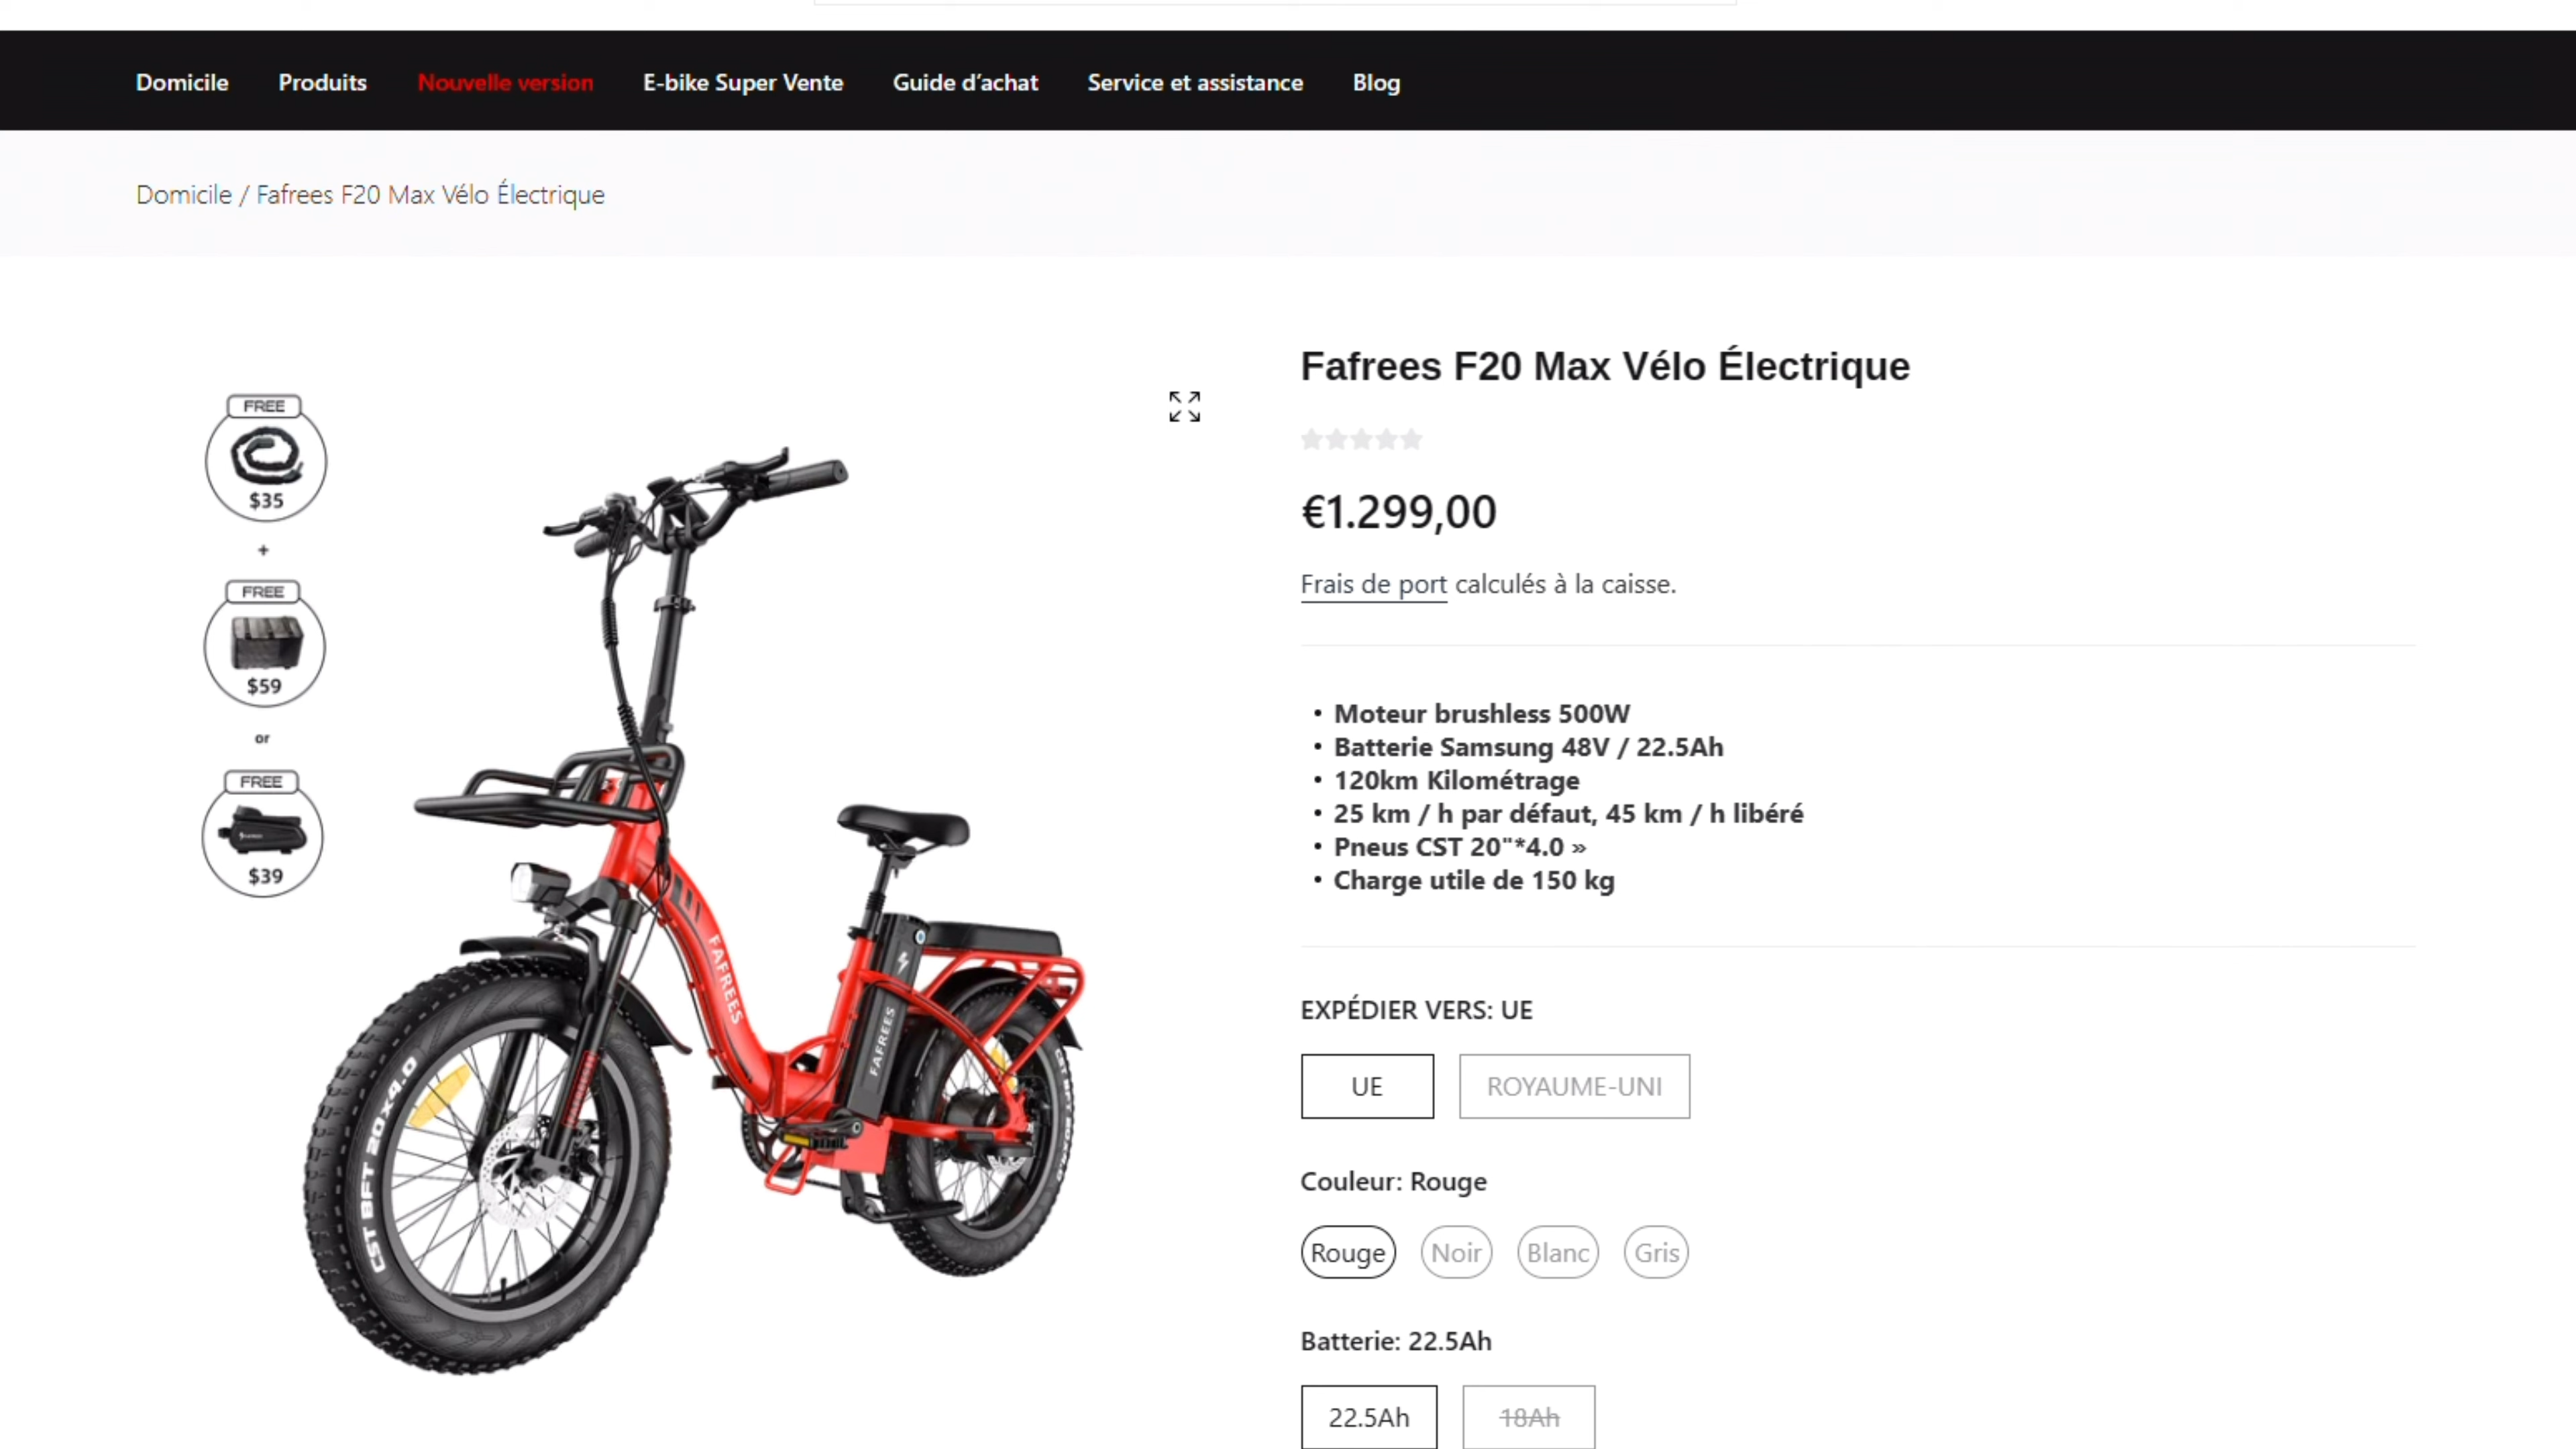 Domicile Produits Nouvelle version E-bike Super Vente Guide d’achat Service et assistance Blog
Domicile / Fafrees F20 Max Vélo Électrique
FREE
$35
+
FREE
$59
or
FREE
$39
FAFREES
FAFREES
CST BFT 20X4.0
Fafrees F20 Max Vélo Électrique
€1.299,00
Frais de port calculés à la caisse.
• Moteur brushless 500W
• Batterie Samsung 48V / 22.5Ah
• 120km Kilométrage
• 25 km / h par défaut, 45 km / h libéré
• Pneus CST 20"*4.0 »
• Charge utile de 150 kg
EXPÉDIER VERS: UE
UE ROYAUME-UNI
Couleur: Rouge
Rouge Noir Blanc Gris
Batterie: 22.5Ah
22.5Ah 18Ah